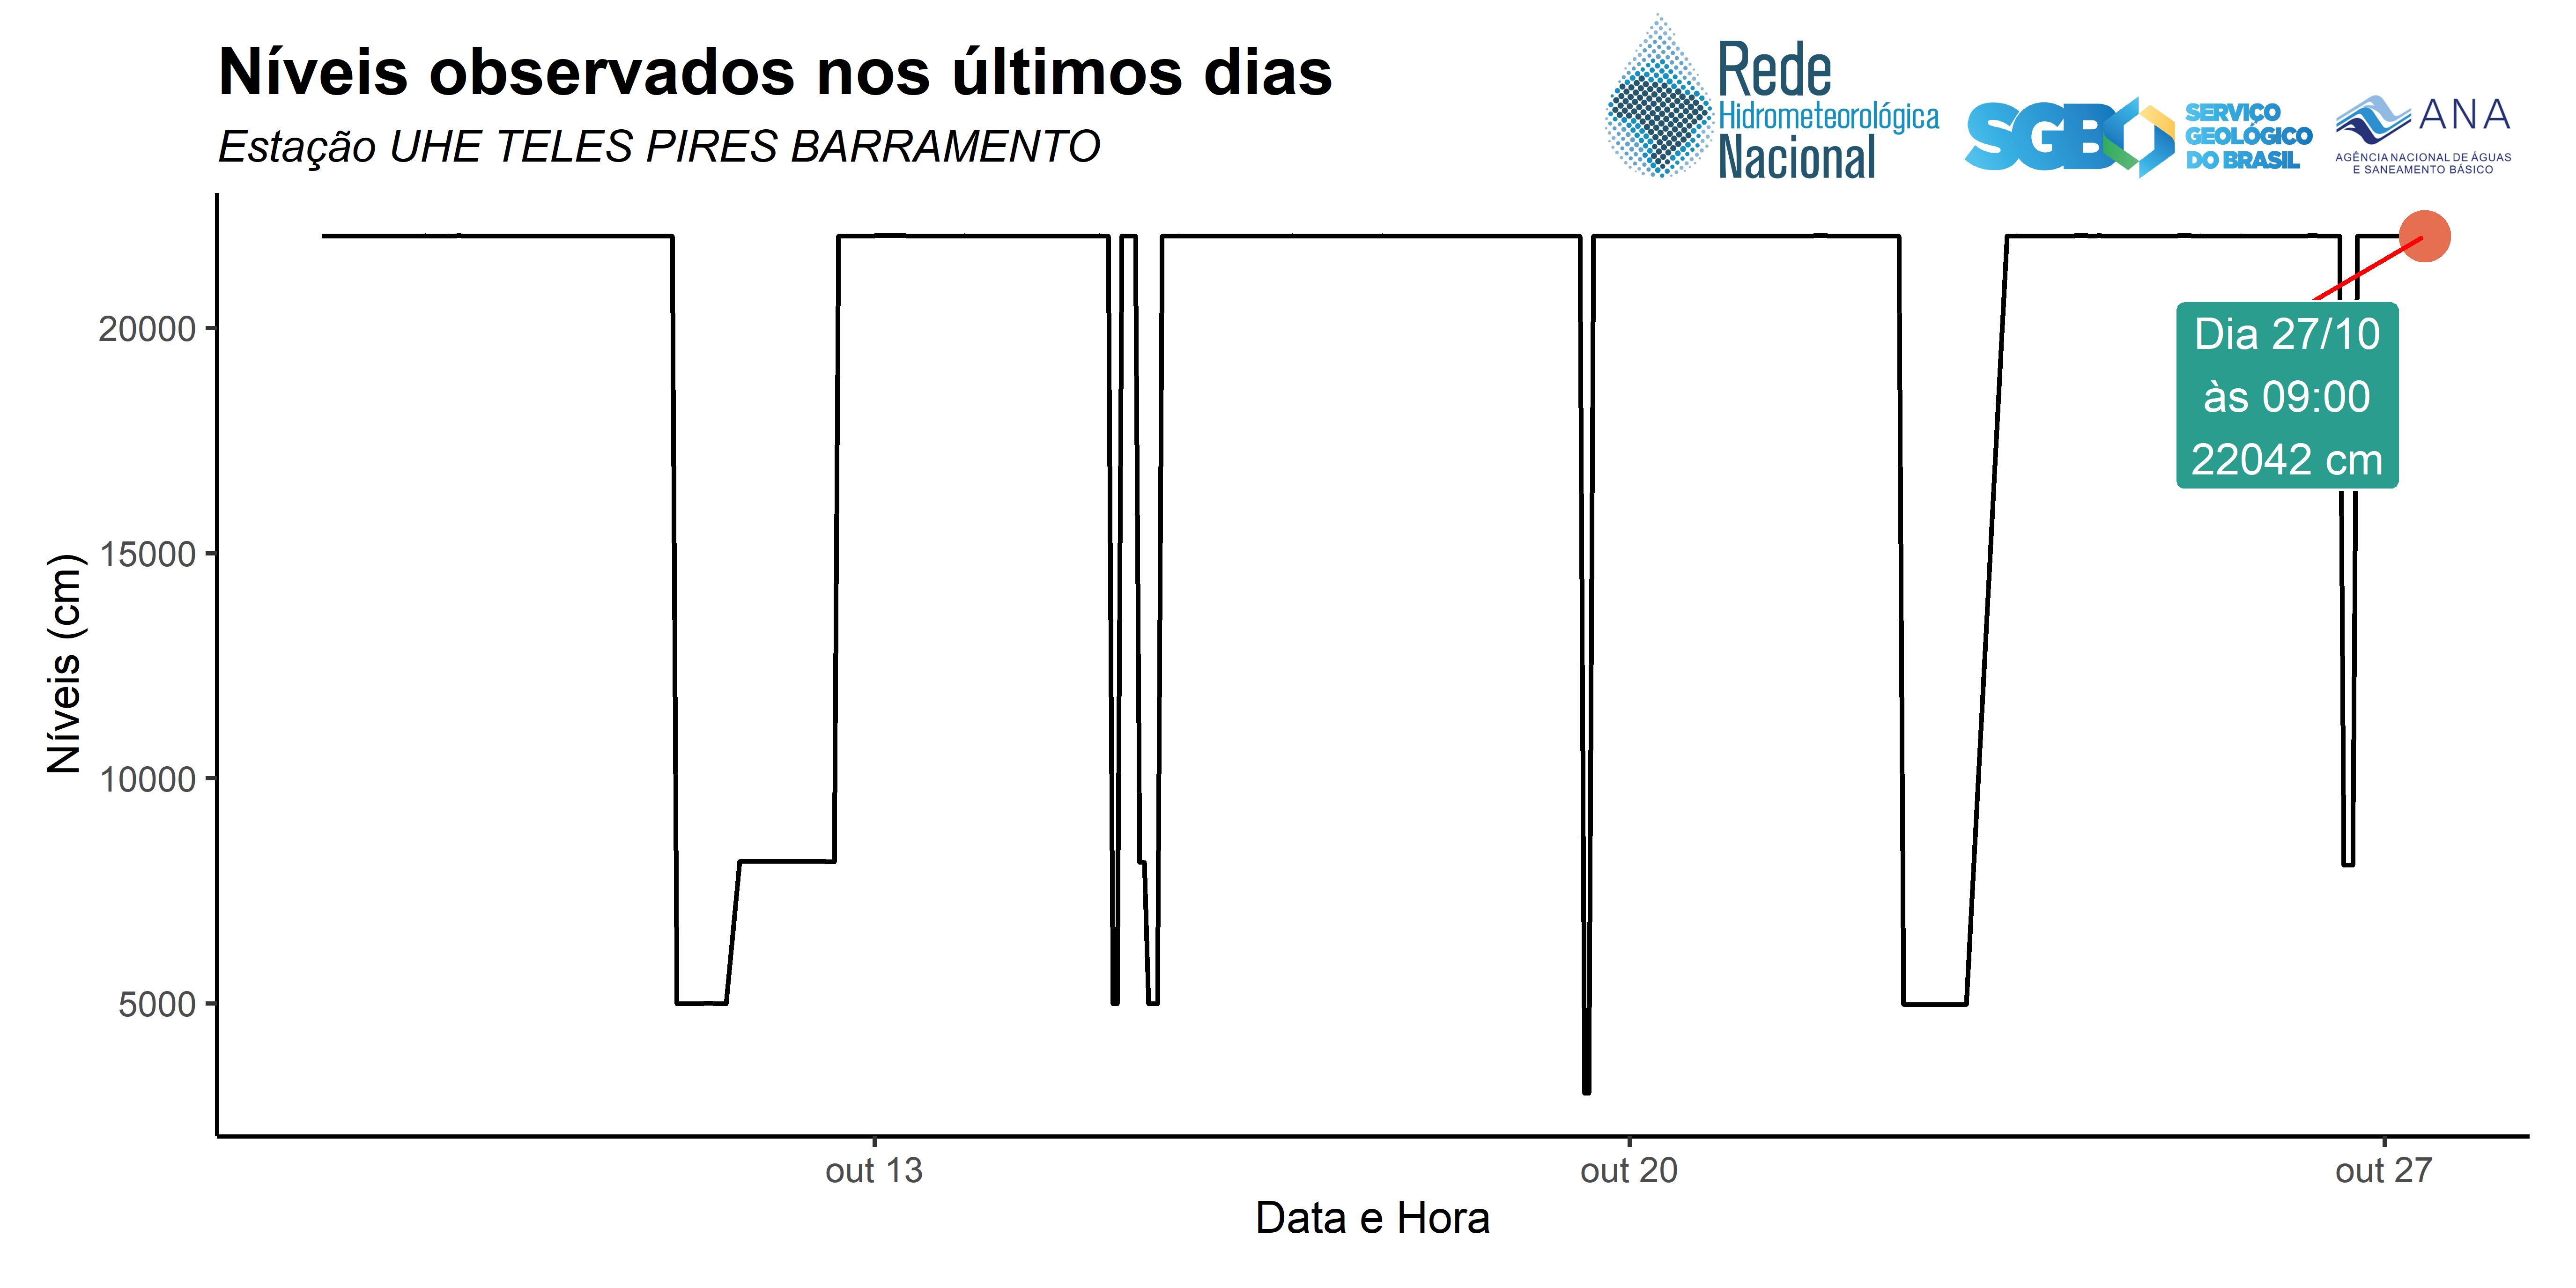 Níveis observados nos últimos dias
Estação UHE TELES PIRES BARRAMENTO
Rede
Hidrometeorológica
Nacional
SGB
SERVIÇO
GEOLÓGICO
DO BRASIL
ANA
AGÊNCIA NACIONAL DE ÁGUAS
E SANEAMENTO BÁSICO
Níveis (cm)
20000
15000
10000
5000
Dia 27/10
às 09:00
22042 cm
out 13
out 20
out 27
Data e Hora